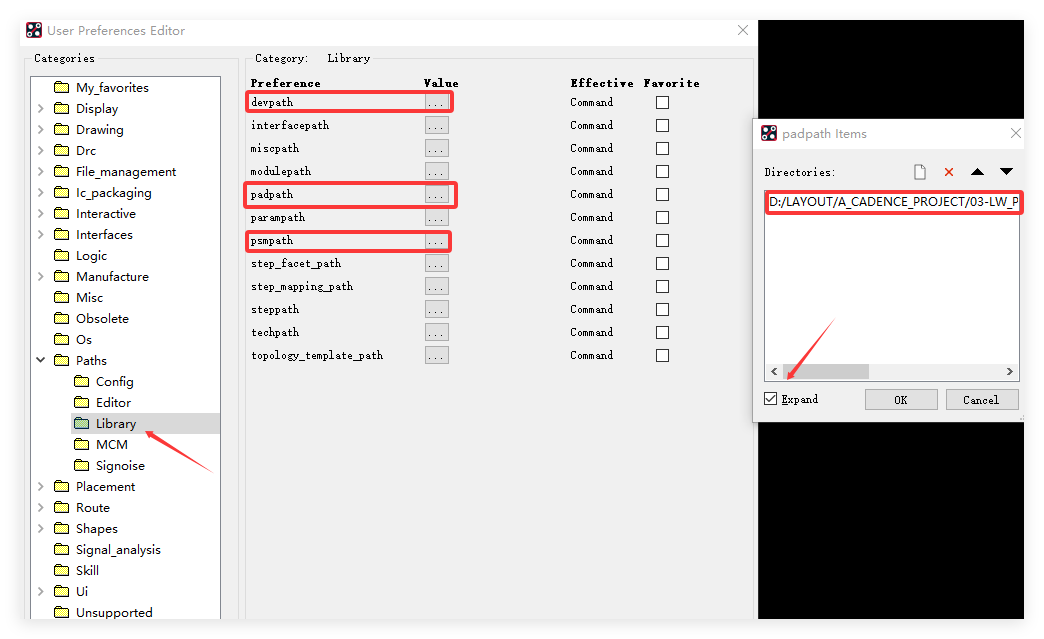 User Preferences Editor
Categories
My_favorites
Display
Drawing
Drc
File_management
Ic_packaging
Interactive
Interfaces
Logic
Manufacture
Misc
Obsolete
Os
Paths
Config
Editor
Library
MCM
Signoise
Placement
Route
Shapes
Signal_analysis
Skill
Ui
Unsupported
Category: Library
Preference Value Effective Favorite
devpath ... Command
interfacepath ... Command
miscpath ... Command
modulepath ... Command
padpath ... Command
parampath ... Command
psmpath ... Command
step_facet_path ... Command
step_mapping_path ... Command
steppath ... Command
techpath ... Command
topology_template_path ... Command
padpath Items
Directories:
D:/LAYOUT/A_CADENCE_PROJECT/03-LW_P
Expand OK Cancel